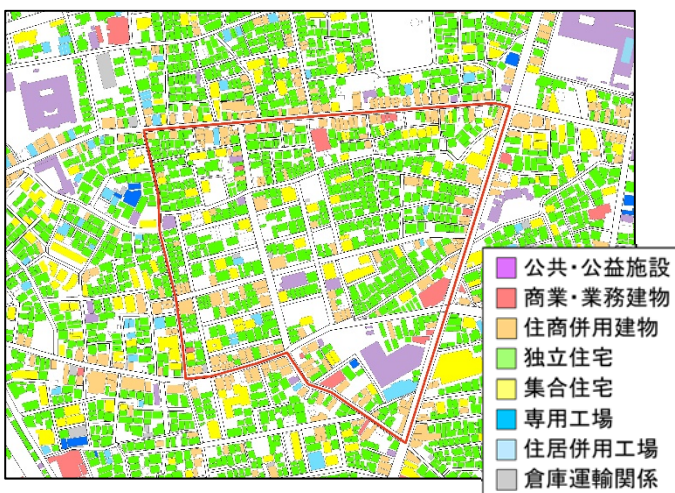 公共・公益施設
商業・業務建物
住商併用建物
独立住宅
集合住宅
専用工場
住居併用工場
倉庫運輸関係